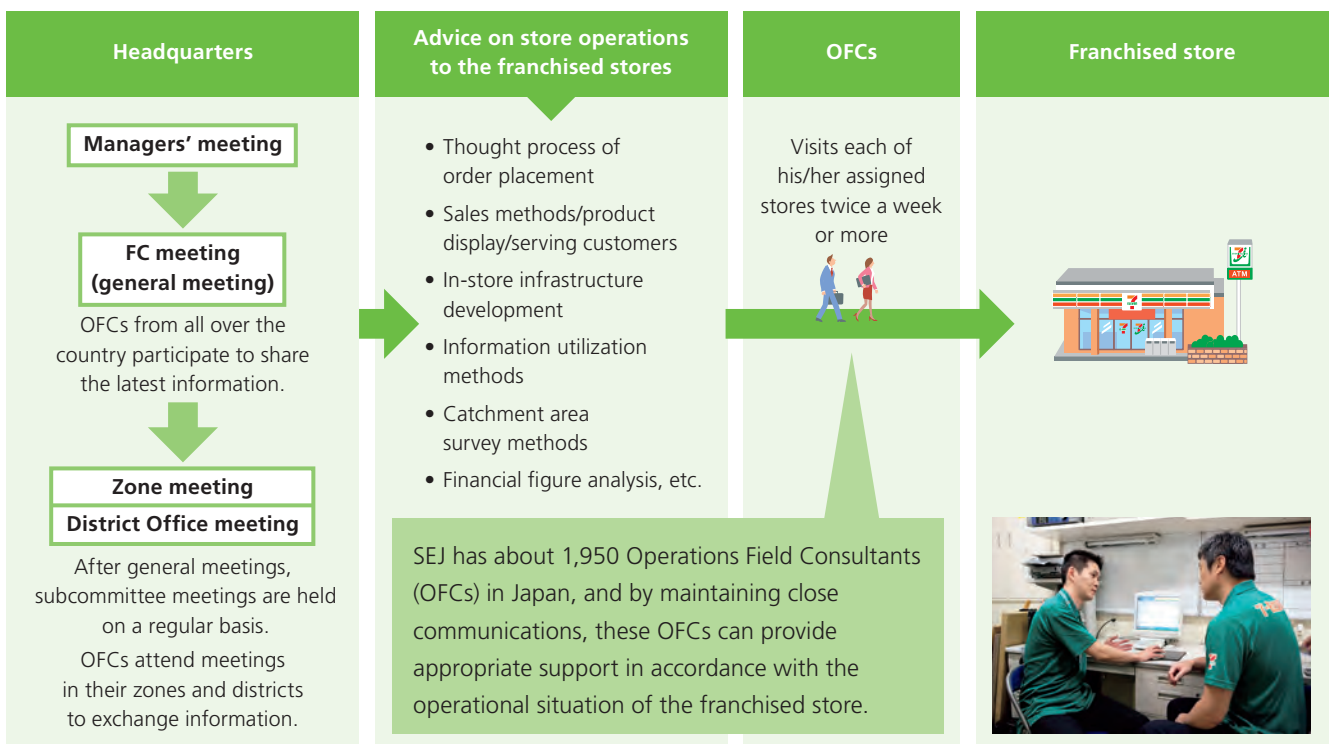 Headquarters
Managers' meeting
FC meeting
(general meeting)
OFCs from all over the
country participate to share
the latest information.
Zone meeting
District Office meeting
After general meetings,
subcommittee meetings are held
on a regular basis.
OFCs attend meetings
in their zones and districts
to exchange information.
Advice on store operations
to the franchised stores
• Thought process of
order placement
• Sales methods/product
display/serving customers
• In-store infrastructure
development
• Information utilization
methods
• Catchment area
survey methods
• Financial figure analysis, etc.
OFCs
Visits each of
his/her assigned
stores twice a week
or more
SEJ has about 1,950 Operations Field Consultants
(OFCs) in Japan, and by maintaining close
communications, these OFCs can provide
appropriate support in accordance with the
operational situation of the franchised store.
Franchised store
ATM